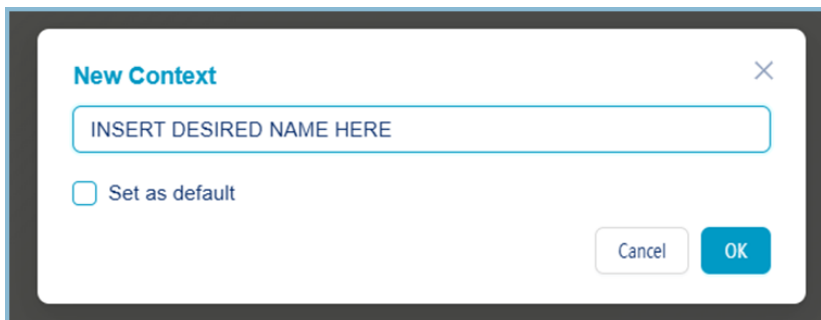 New Context
INSERT DESIRED NAME HERE
Set as default
Cancel OK